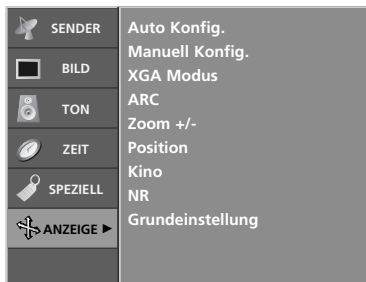 SENDER
BILD
TON
ZEIT
SPEZIELL
ANZEIGE ►
Auto Konfig.
Manuell Konfig.
XGA Modus
ARC
Zoom +/-
Position
Kino
NR
Grundeinstellung